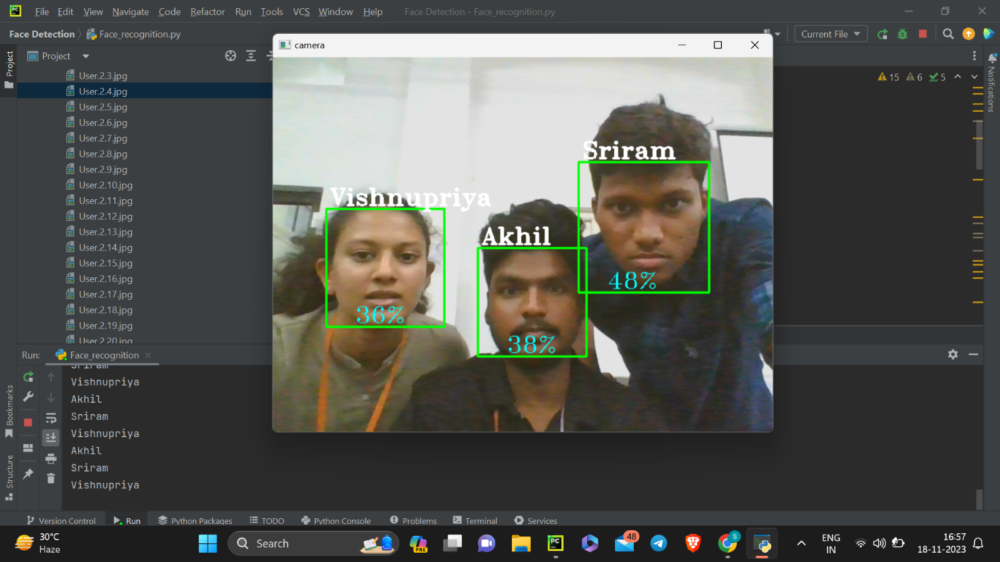 PC
File Edit View Navigate Code Refactor Run Tools VCS Window Help Face Detection - Face_recognition.py
Face Detection Face_recognition.py
Current File
camera
Project
Project
15 6 5
Notifications
User.2.3.jpg
User.2.4.jpg
User.2.5.jpg
User.2.6.jpg
User.2.7.jpg
User.2.8.jpg
User.2.9.jpg
User.2.10.jpg
User.2.11.jpg
User.2.12.jpg
User.2.13.jpg
User.2.14.jpg
User.2.15.jpg
User.2.16.jpg
User.2.17.jpg
User.2.18.jpg
User.2.19.jpg
User.2.20.jpg
Sriram
48%
Vishnupriya
36%
Akhil
38%
Run: Face_recognition
Sriram
Vishnupriya
Akhil
Sriram
Vishnupriya
Akhil
Sriram
Vishnupriya
Bookmarks
Structure
Version Control Run Python Packages TODO Python Console Problems Terminal Services
30°C
Haze
Search
PRE
PC
48
S
ENG
IN
16:57
18-11-2023